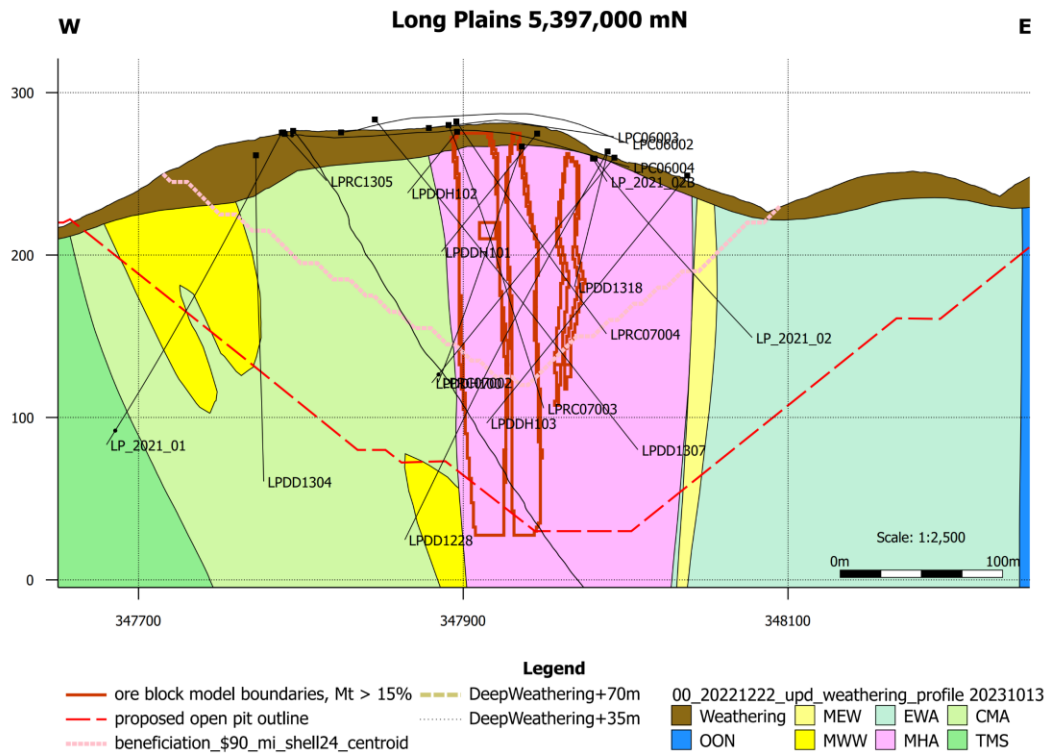 Long Plains 5,397,000 mN
W
E
300
200
100
0
LPC06003
LPC06002
LPC06004
LP_2021_02B
LPRC1305
LPDDH102
LPDDH101
LPDD1318
LPRC07004
LP_2021_02
LPRC07002
LPRC07003
LPDDH103
LP_2021_01
LPDD1307
LPDD1304
LPDD1228
Scale: 1:2,500
0m
100m
347700
347900
348100
Legend
ore block model boundaries, Mt > 15%
proposed open pit outline
beneficiation_$90_mi_shell24_centroid
DeepWeathering+70m
DeepWeathering+35m
00_20221222_upd_weathering_profile 20231013
Weathering
MEW
EWA
CMA
OON
MWW
MHA
TMS